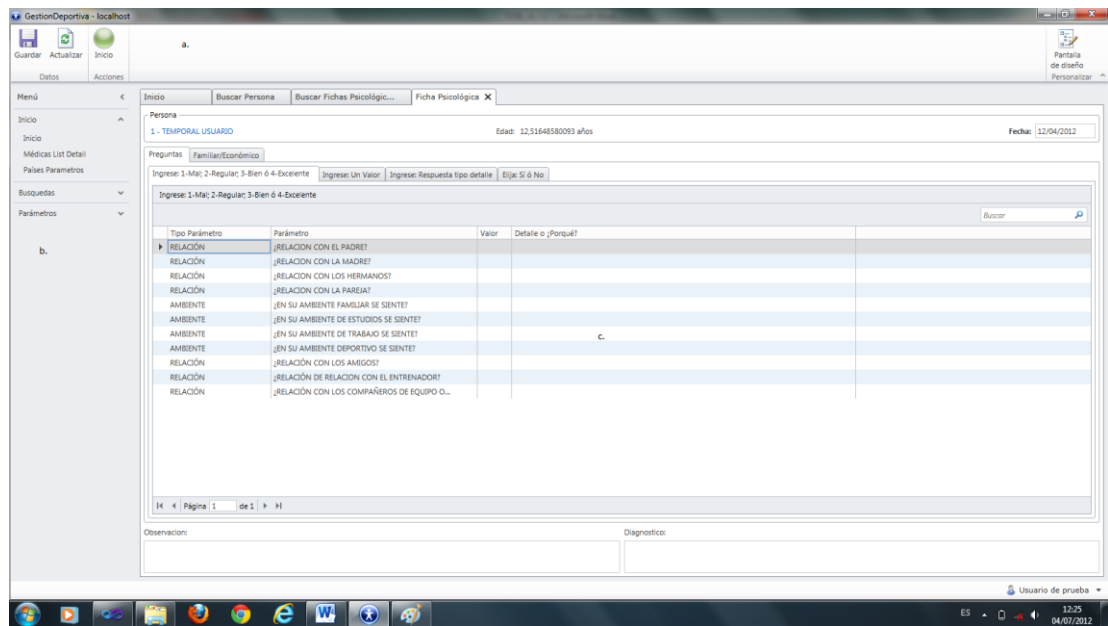 GestionDeportiva - localhost
Guardar Actualizar Inicio
a.
Pantalla de diseño
Datos Acciones Personalizar
Menú
Inicio Buscar Persona Buscar Fichas Psicológic... Ficha Psicológica X
Inicio
Inicio
Médicas List Detail
Países Parametros
Busquedas
Parámetros
b.
Persona
1 - TEMPORAL USUARIO Edad: 12,51648580093 años Fecha: 12/04/2012
Preguntas Familiar/Económico
Ingrese: 1-Mal; 2-Regular; 3-Bien ó 4-Excelente Ingrese: Un Valor Ingrese: Respuesta tipo detalle Elija: Sí ó No
Ingrese: 1-Mal; 2-Regular; 3-Bien ó 4-Excelente
Buscar
Tipo Parámetro Parámetro Valor Detalle o ¿Porqué?
RELACIÓN ¿RELACION CON EL PADRE?
RELACIÓN ¿RELACION CON LA MADRE?
RELACIÓN ¿RELACION CON LOS HERMANOS?
RELACIÓN ¿RELACION CON LA PAREJA?
AMBIENTE ¿EN SU AMBIENTE FAMILIAR SE SIENTE?
AMBIENTE ¿EN SU AMBIENTE DE ESTUDIOS SE SIENTE?
AMBIENTE ¿EN SU AMBIENTE DE TRABAJO SE SIENTE?
c.
AMBIENTE ¿EN SU AMBIENTE DEPORTIVO SE SIENTE?
RELACIÓN ¿RELACIÓN CON LOS AMIGOS?
RELACIÓN ¿RELACIÓN DE RELACION CON EL ENTRENADOR?
RELACIÓN ¿RELACIÓN CON LOS COMPAÑEROS DE EQUIPO O...
Página 1 de 1
Observacion: Diagnostico:
Usuario de prueba
ES 12:25
04/07/2012